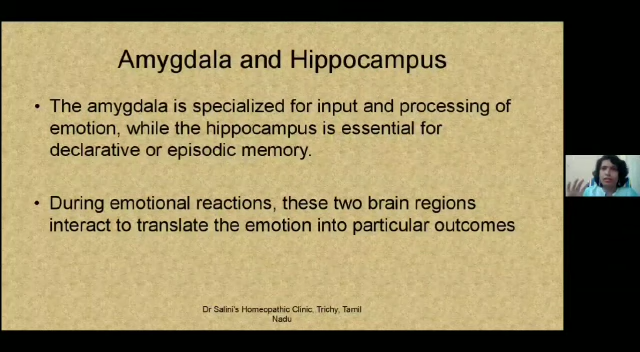 Amygdala and Hippocampus
• The amygdala is specialized for input and processing of
emotion, while the hippocampus is essential for
declarative or episodic memory.
• During emotional reactions, these two brain regions
interact to translate the emotion into particular outcomes
Dr Salini's Homeopathic Clinic. Trichy, Tamil
Nadu